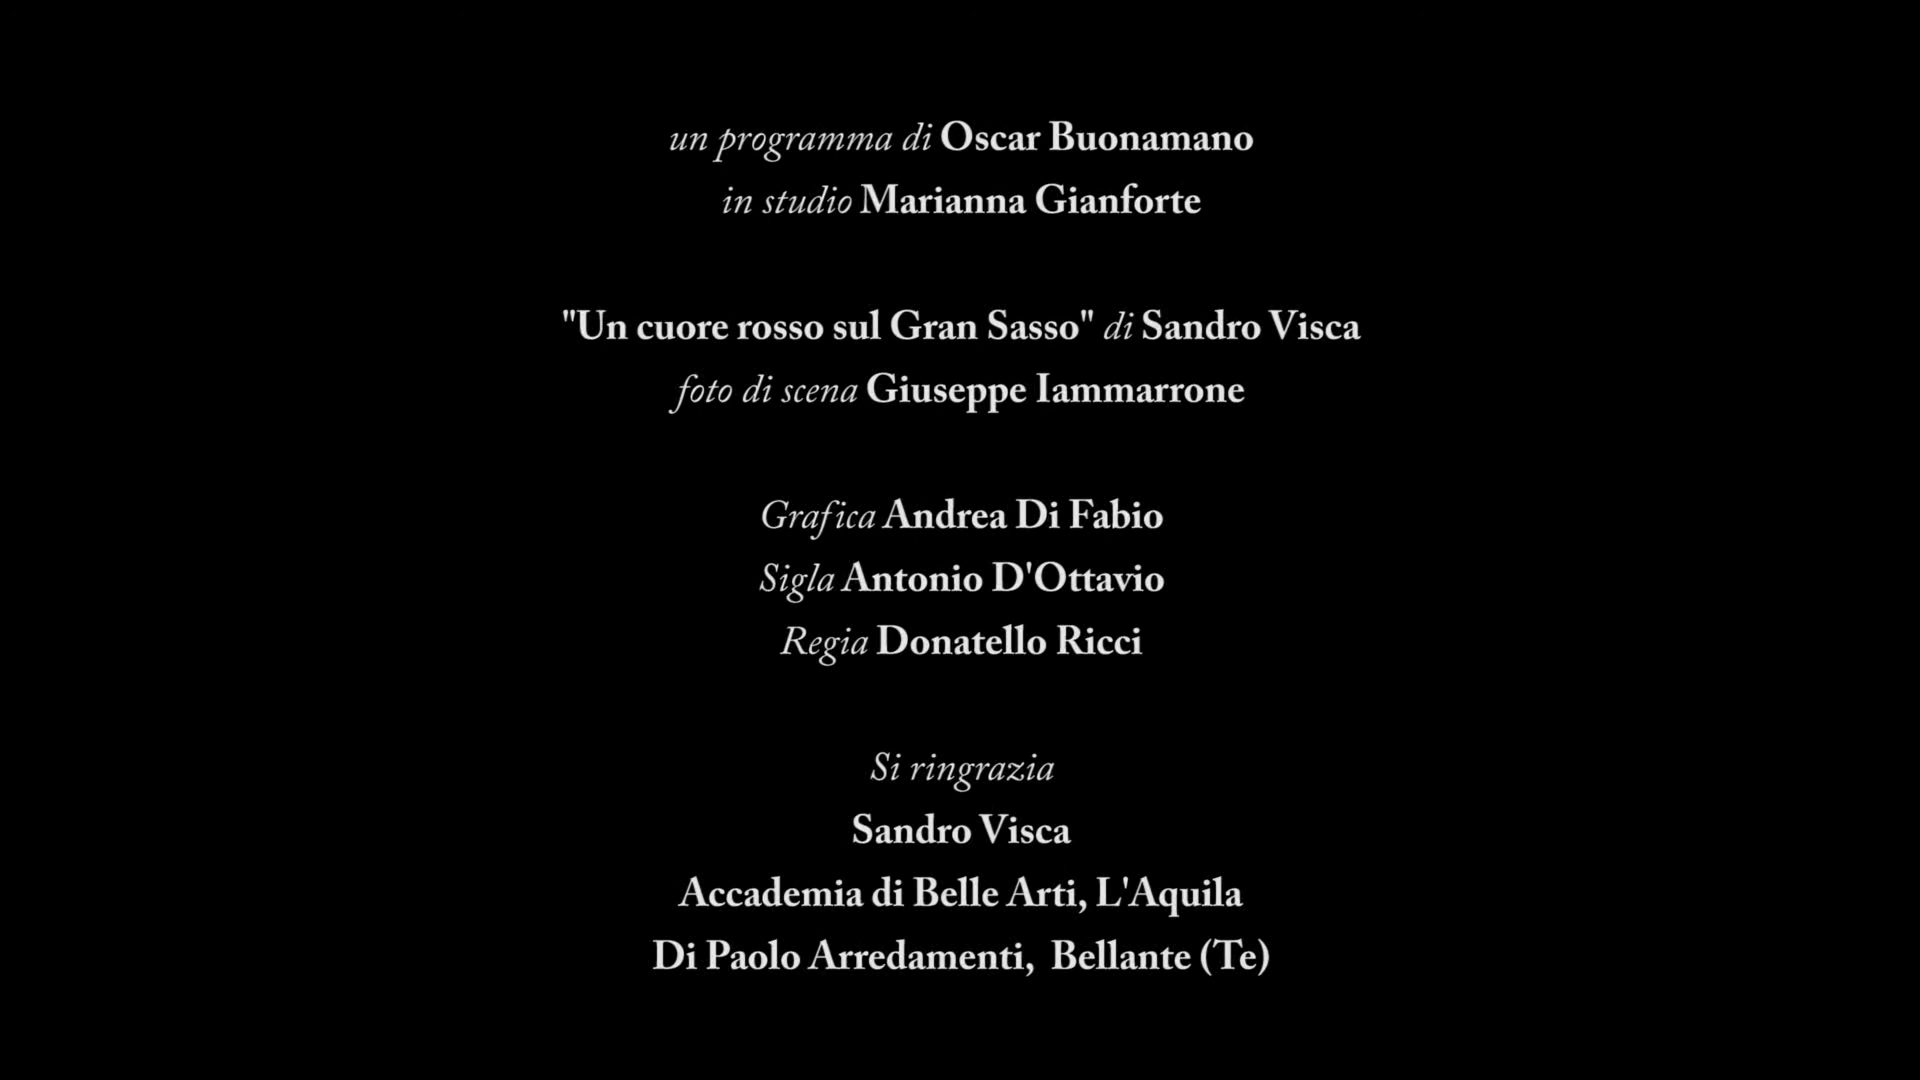 un programma di Oscar Buonamano
in studio Marianna Gianforte
"Un cuore rosso sul Gran Sasso" di Sandro Visca
foto di scena Giuseppe Iammarrone
Grafica Andrea Di Fabio
Sigla Antonio D'Ottavio
Regia Donatello Ricci
Si ringrazia
Sandro Visca
Accademia di Belle Arti, L'Aquila
Di Paolo Arredamenti, Bellante (Te)